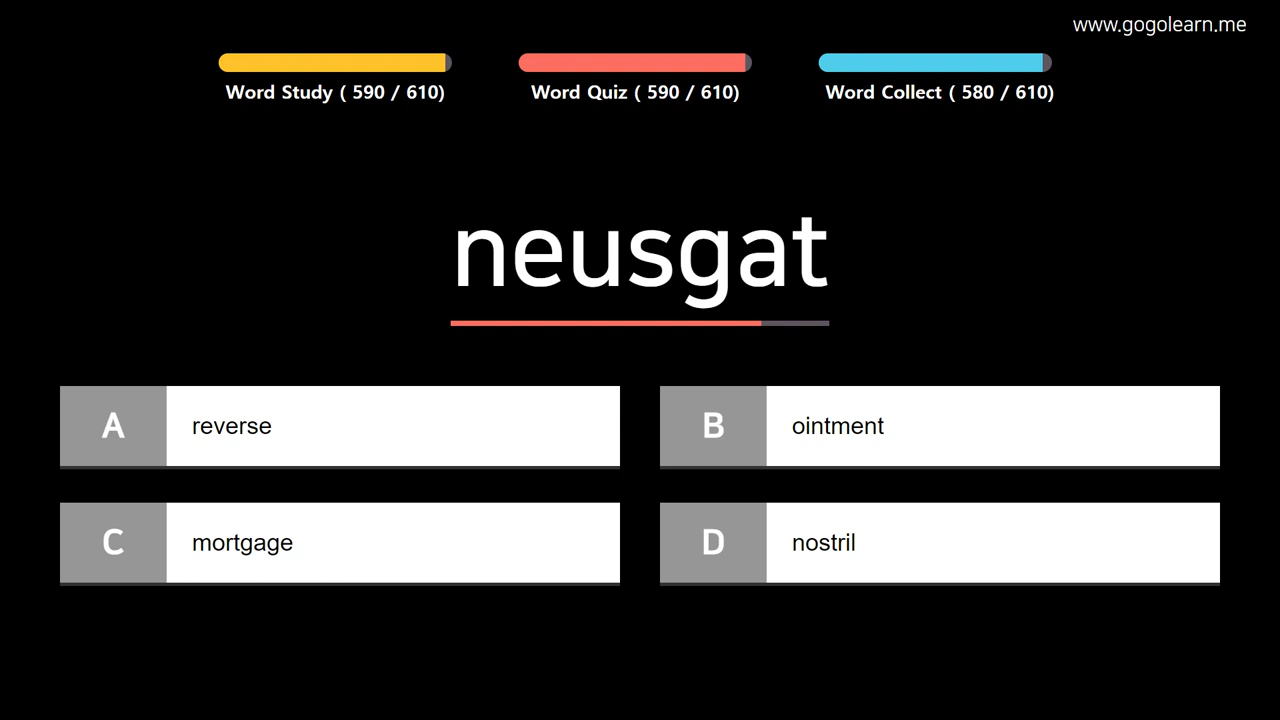 www.gogolearn.me
Word Study ( 590 / 610)
Word Quiz ( 590 / 610)
Word Collect ( 580 / 610)
neusgat
A reverse
B ointment
C mortgage
D nostril